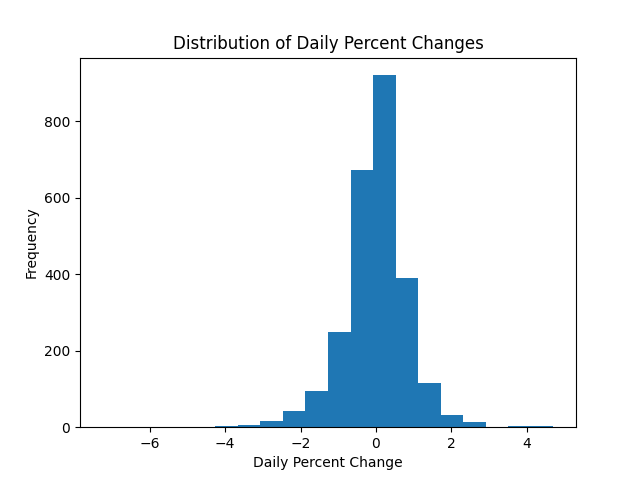 Distribution of Daily Percent Changes
Frequency
800
600
400
200
0
−6 −4 −2 0 2 4
Daily Percent Change